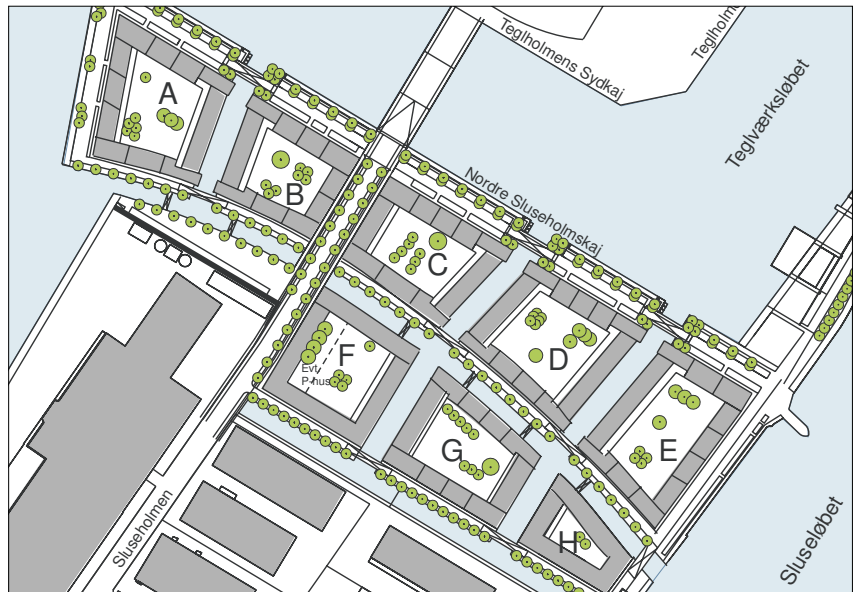 Teglholmens Sydkaj
Teglholm
Teglværksløbet
A
B
Nordre Sluseholmskaj
C
D
F
Evt.
P-hus
E
G
H
Sluseholmen
Sluseløbet